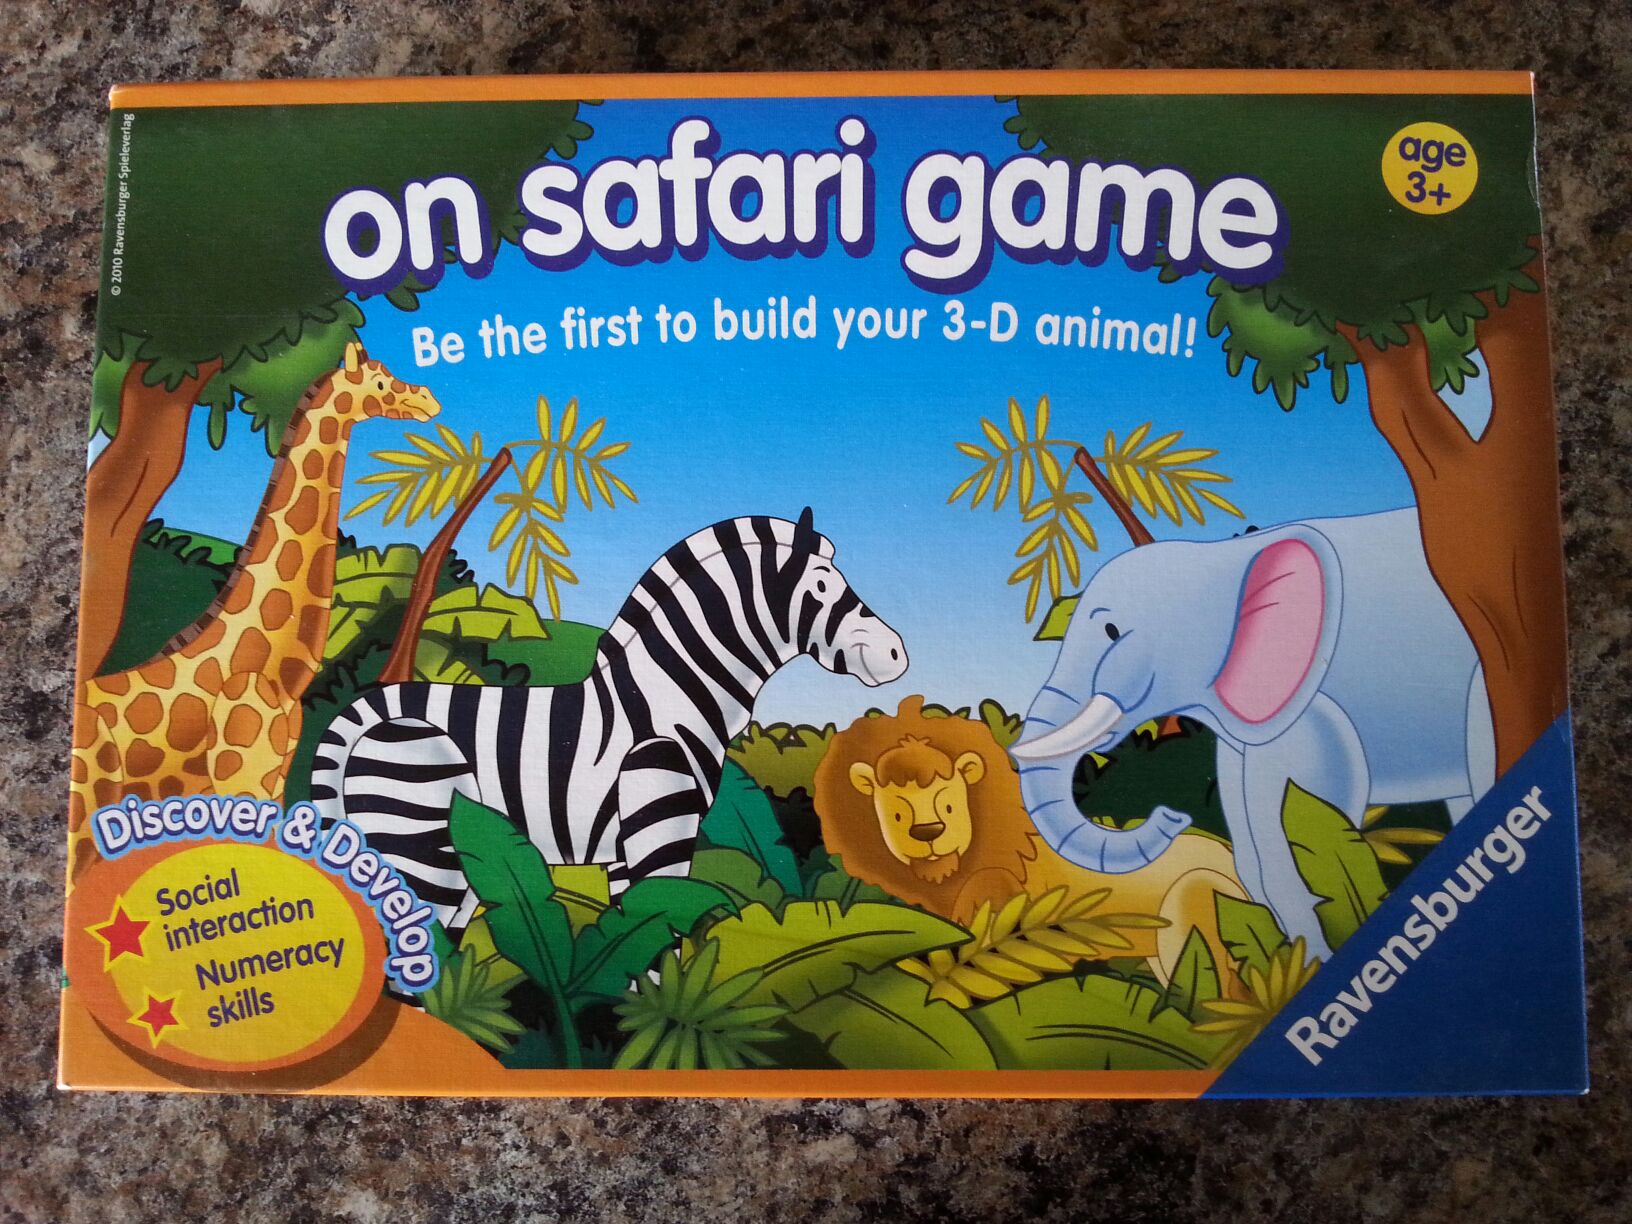 © 2010 Ravensburger Spieleverlag
on safari game
age
3+
Be the first to build your 3-D animal!
Discover & Develop
Social
interaction
Numeracy
skills
Ravensburger